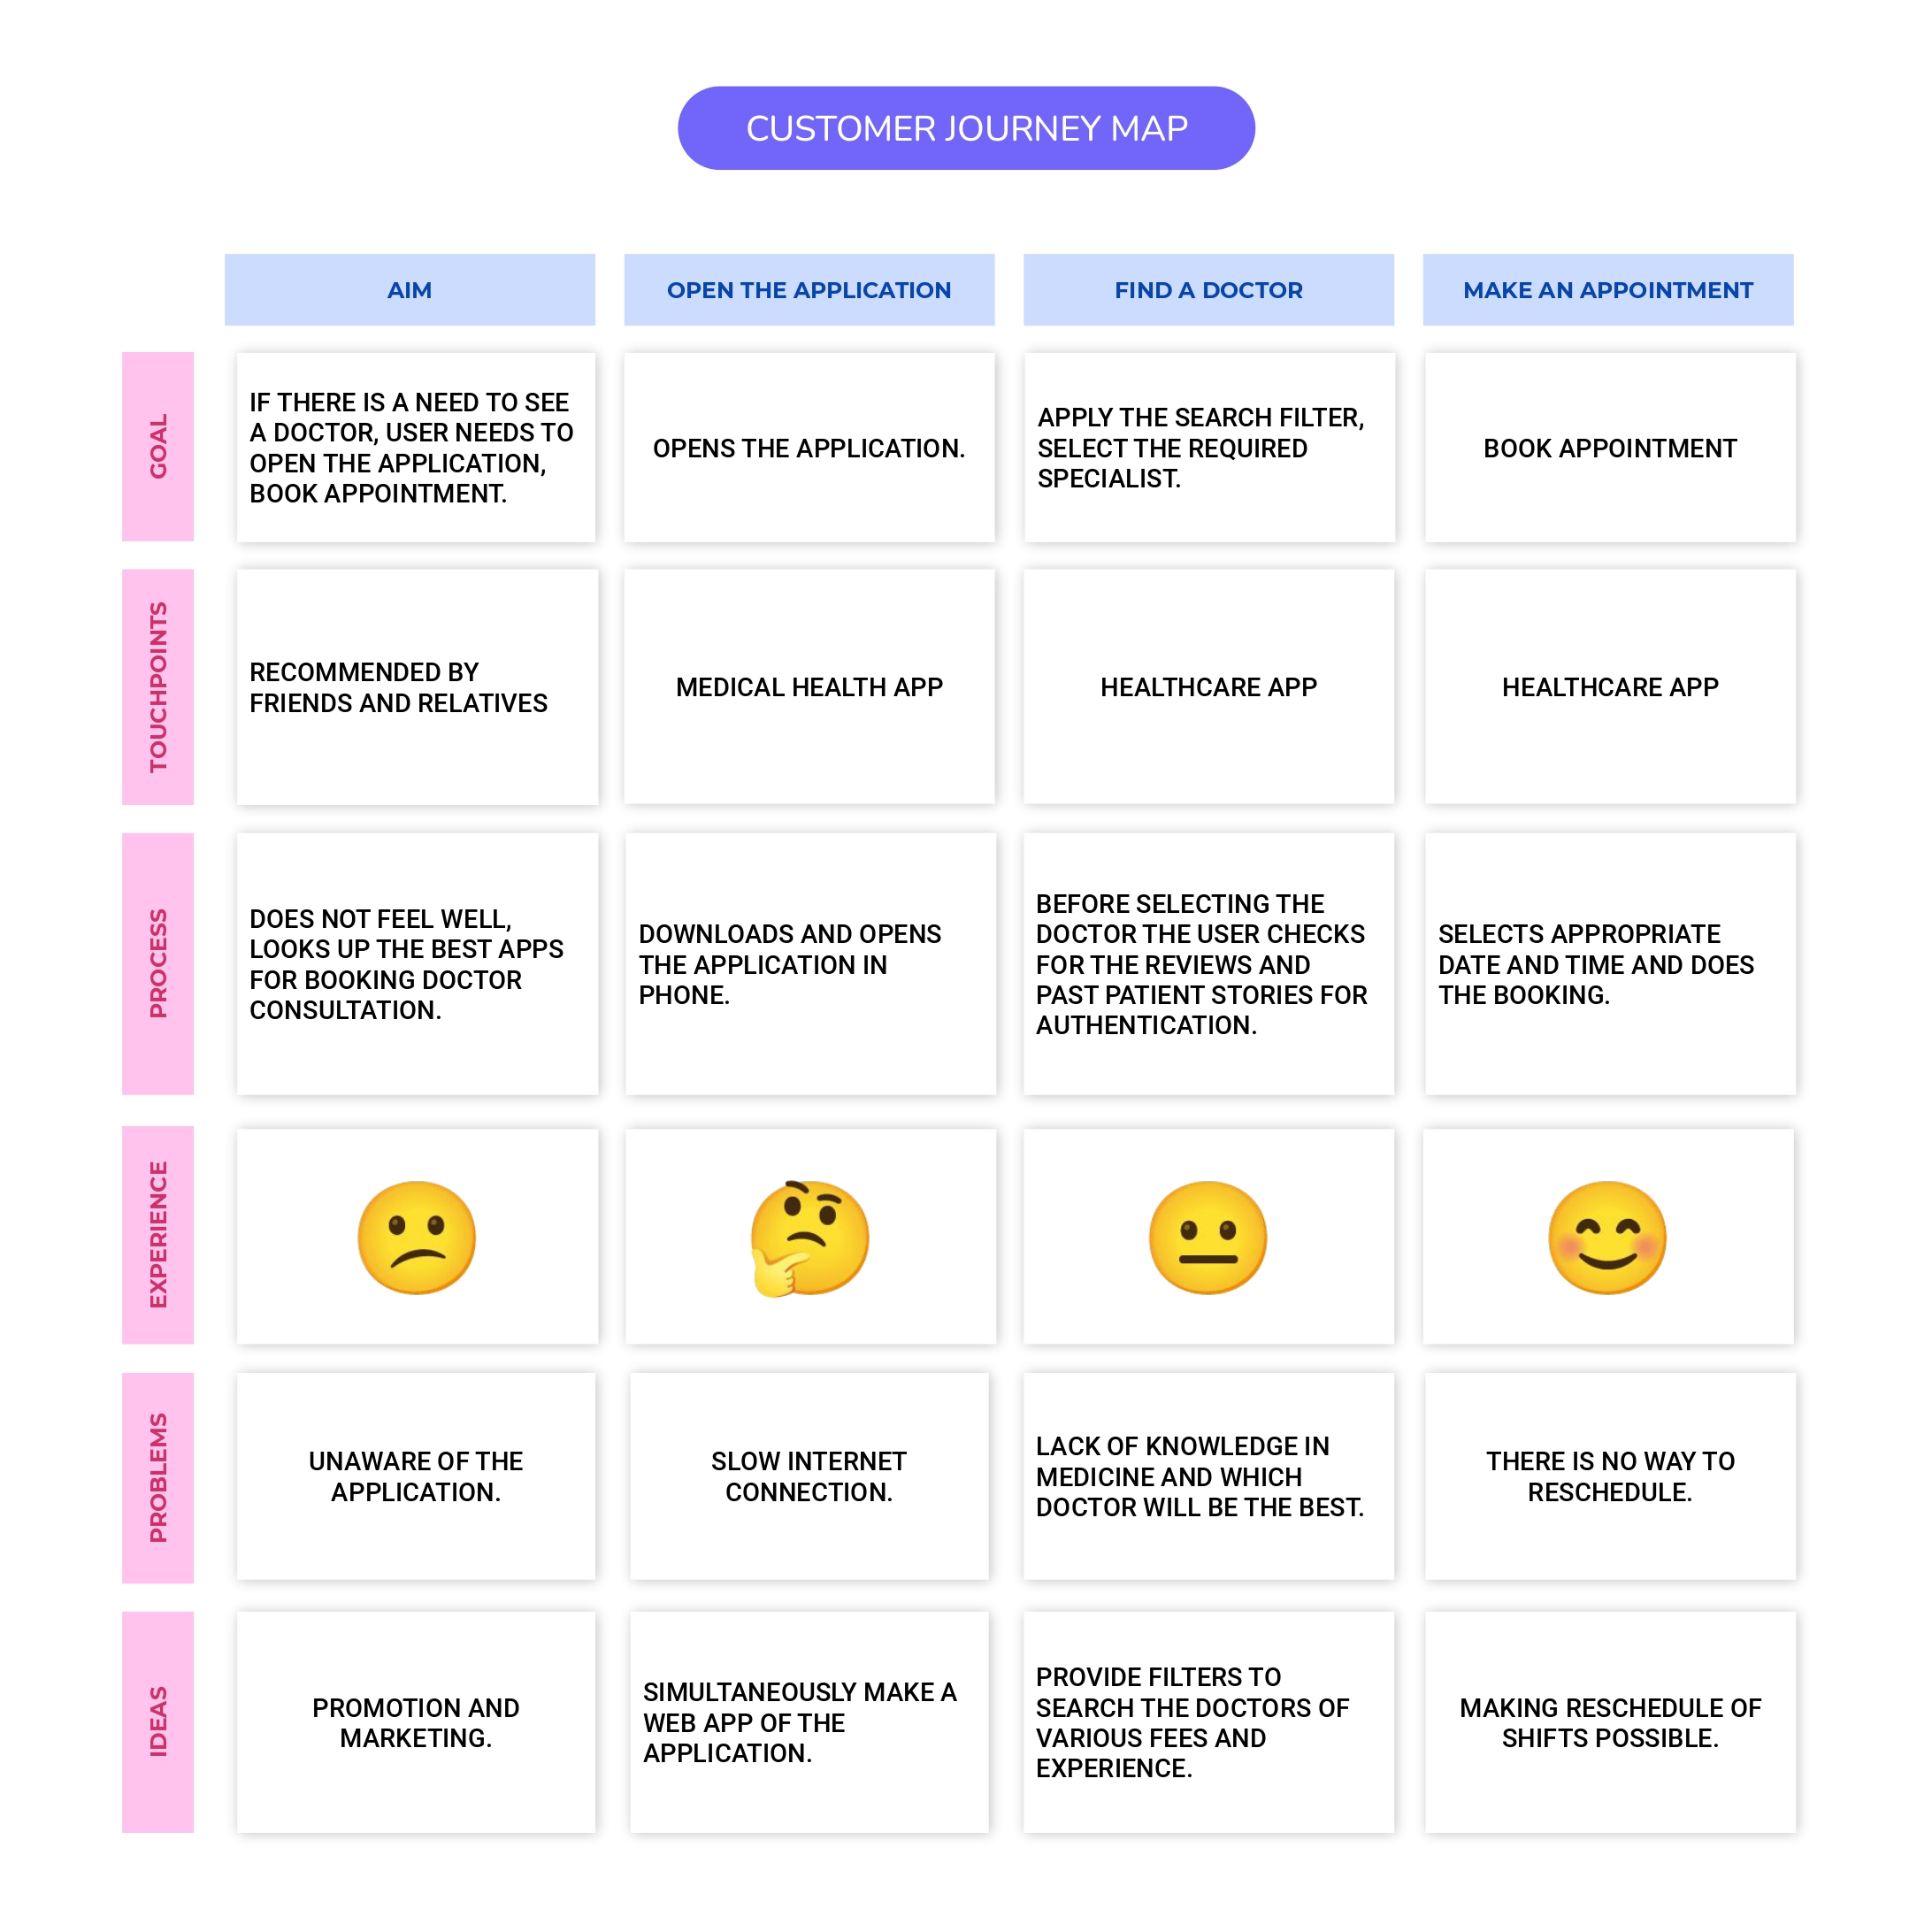 CUSTOMER JOURNEY MAP
AIM
OPEN THE APPLICATION
FIND A DOCTOR
MAKE AN APPOINTMENT
GOAL
IF THERE IS A NEED TO SEE
A DOCTOR, USER NEEDS TO
OPEN THE APPLICATION,
BOOK APPOINTMENT.
OPENS THE APPLICATION.
APPLY THE SEARCH FILTER,
SELECT THE REQUIRED
SPECIALIST.
BOOK APPOINTMENT
TOUCHPOINTS
RECOMMENDED BY
FRIENDS AND RELATIVES
MEDICAL HEALTH APP
HEALTHCARE APP
HEALTHCARE APP
PROCESS
DOES NOT FEEL WELL,
LOOKS UP THE BEST APPS
FOR BOOKING DOCTOR
CONSULTATION.
DOWNLOADS AND OPENS
THE APPLICATION IN
PHONE.
BEFORE SELECTING THE
DOCTOR THE USER CHECKS
FOR THE REVIEWS AND
PAST PATIENT STORIES FOR
AUTHENTICATION.
SELECTS APPROPRIATE
DATE AND TIME AND DOES
THE BOOKING.
EXPERIENCE
PROBLEMS
UNAWARE OF THE
APPLICATION.
SLOW INTERNET
CONNECTION.
LACK OF KNOWLEDGE IN
MEDICINE AND WHICH
DOCTOR WILL BE THE BEST.
THERE IS NO WAY TO
RESCHEDULE.
IDEAS
PROMOTION AND
MARKETING.
SIMULTANEOUSLY MAKE A
WEB APP OF THE
APPLICATION.
PROVIDE FILTERS TO
SEARCH THE DOCTORS OF
VARIOUS FEES AND
EXPERIENCE.
MAKING RESCHEDULE OF
SHIFTS POSSIBLE.